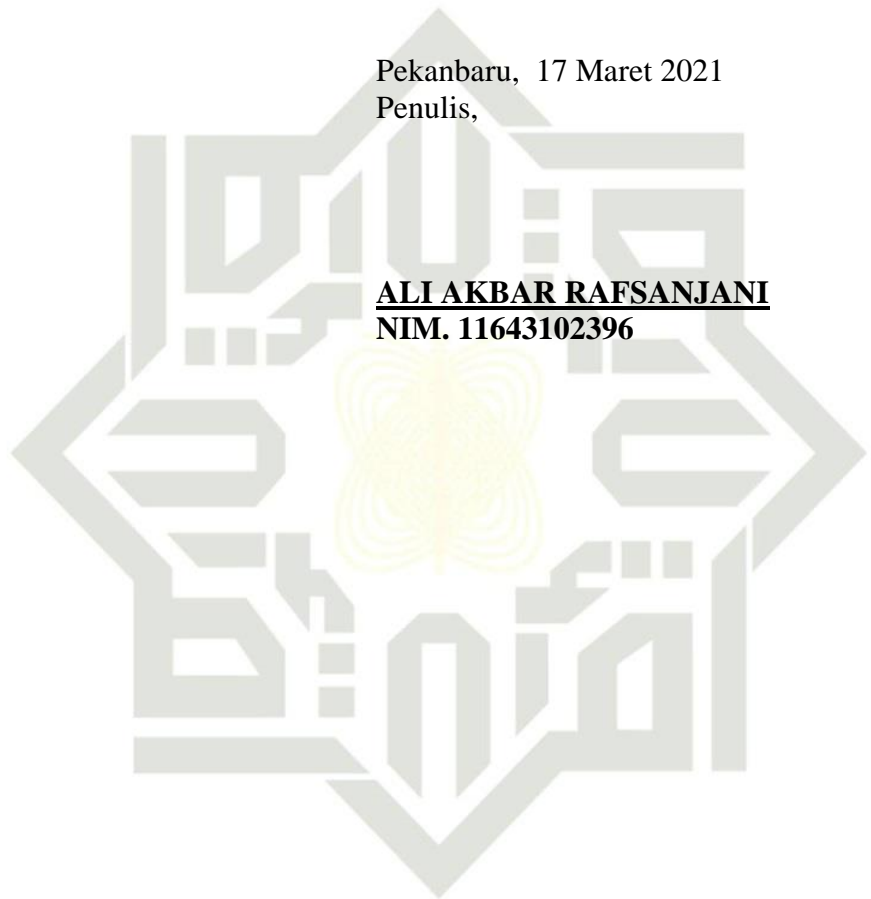 Pekanbaru, 17 Maret 2021
Penulis,
ALI AKBAR RAFSANJANI
NIM. 11643102396